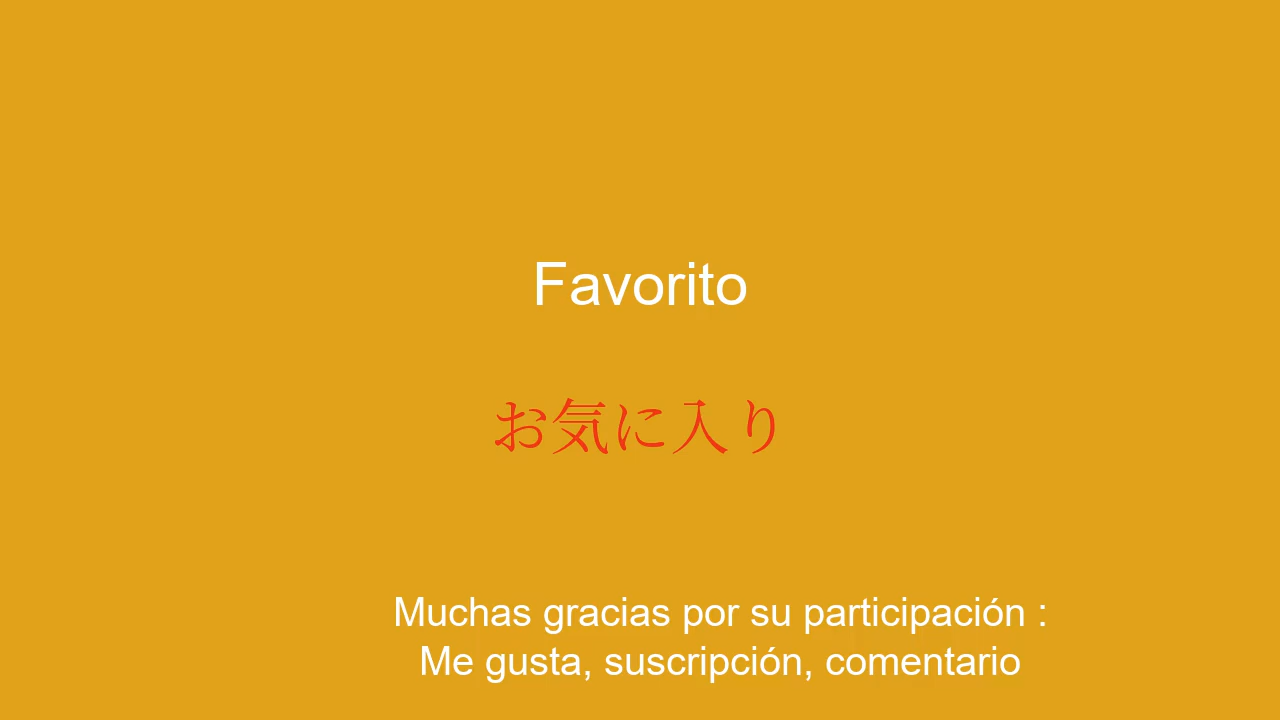 Favorito
お気に入り
Muchas gracias por su participación :
Me gusta, suscripción, comentario